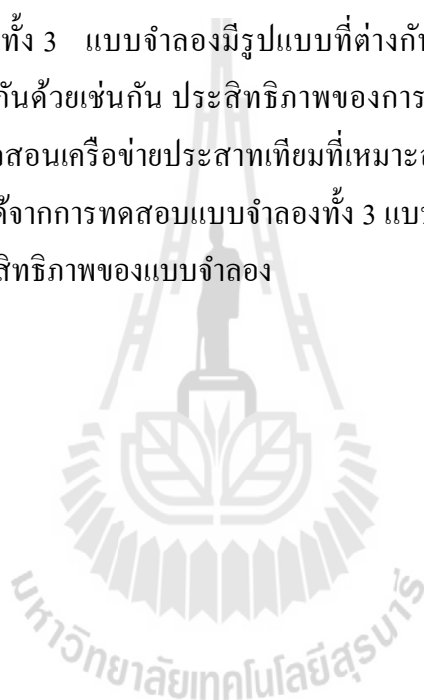 ทั้ง 3 แบบจำลองมีรูปแบบที่ต่างกัน
กันด้วยเช่นกัน ประสิทธิภาพของการ
สอนเครือข่ายประสาทเทียมที่เหมาะส
จากการทดสอบแบบจำลองทั้ง 3 แบบ
สิทธิภาพของแบบจำลอง
มหาวิทยาลัยเทคโนโลยีสุรนารี